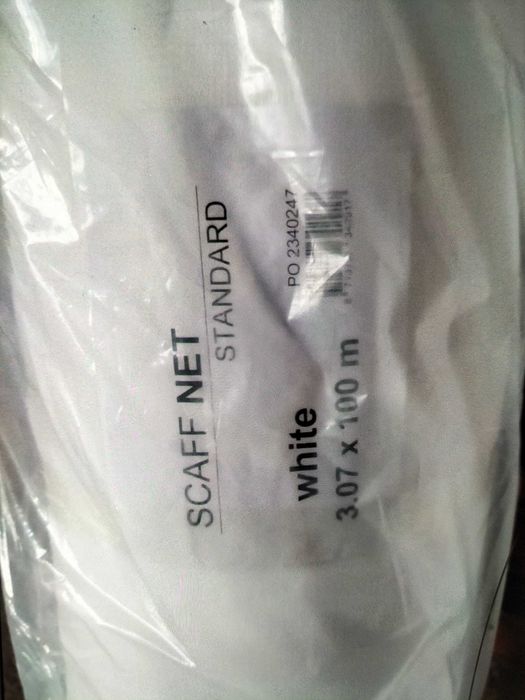 SCAFF NET
STANDARD
white
PO 2340247
3.07 x 100 m